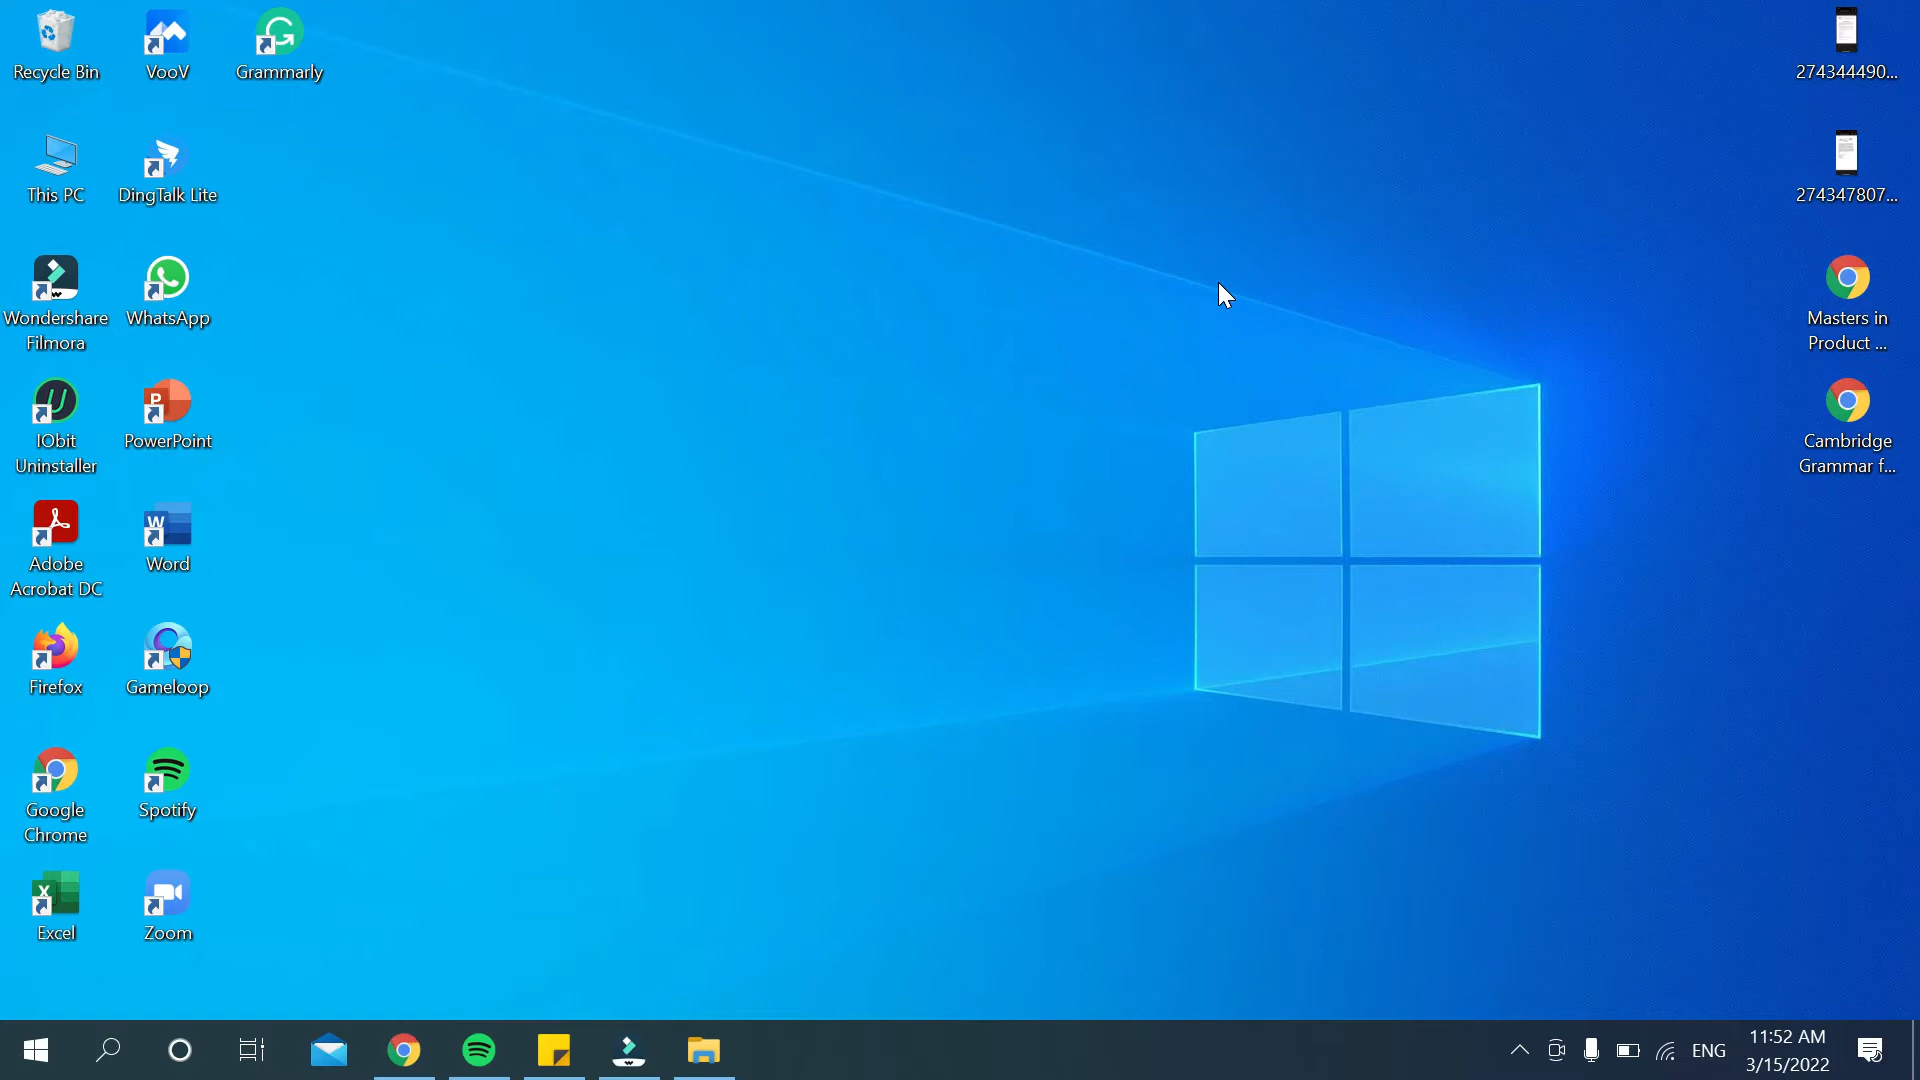 Recycle Bin
VooV
Grammarly
This PC
DingTalk Lite
Wondershare
Filmora
WhatsApp
IObit
Uninstaller
PowerPoint
Adobe
Acrobat DC
Word
Firefox
Gameloop
Google
Chrome
Spotify
Excel
Zoom
274344490...
274347807...
Masters in
Product ...
Cambridge
Grammar f...
ENG
11:52 AM
3/15/2022